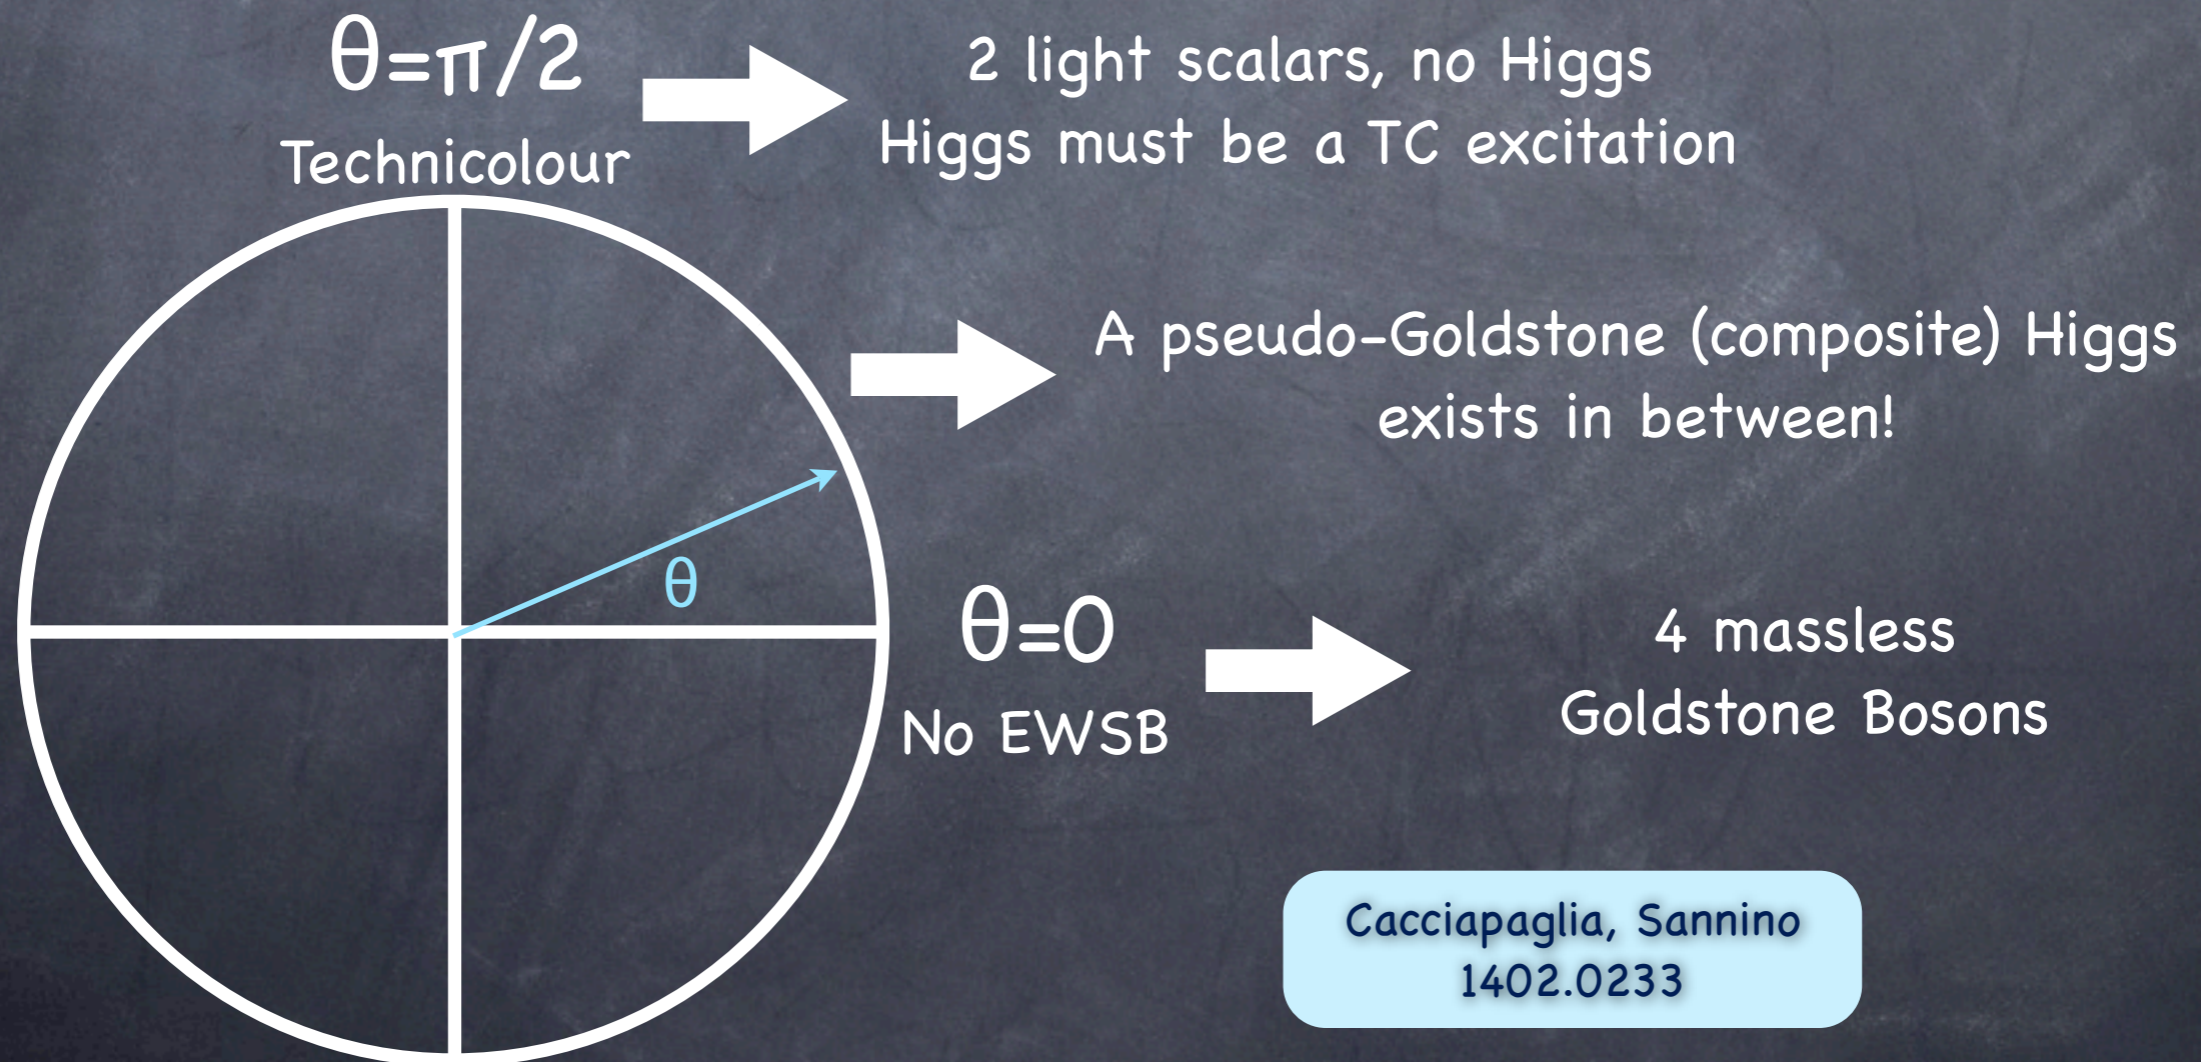 θ=π/2
Technicolour
2 light scalars, no Higgs
Higgs must be a TC excitation
A pseudo-Goldstone (composite) Higgs
exists in between!
θ
θ=0
No EWSB
4 massless
Goldstone Bosons
Cacciapaglia, Sannino
1402.0233